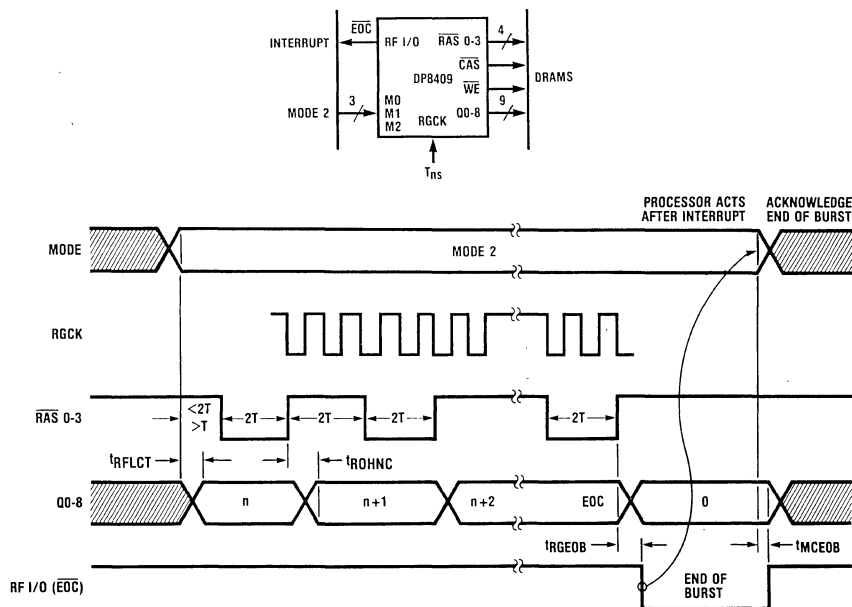 EOC
INTERRUPT
RF I/O
RAS 0-3
4
CAS
DP8409
DRAMS
WE
MODE 2
3
M0
M1
M2
RGCK
Q0-8
9
Tns
PROCESSOR ACTS
AFTER INTERRUPT
ACKNOWLEDGE
END OF BURST
MODE
MODE 2
RGCK
RAS 0-3
<2T
>T
2T
2T
2T
2T
tRFLCT
tROHNC
Q0-8
n
n+1
n+2
EOC
0
tRGEOB
tMCEOB
RF I/O (EOC)
END OF
BURST